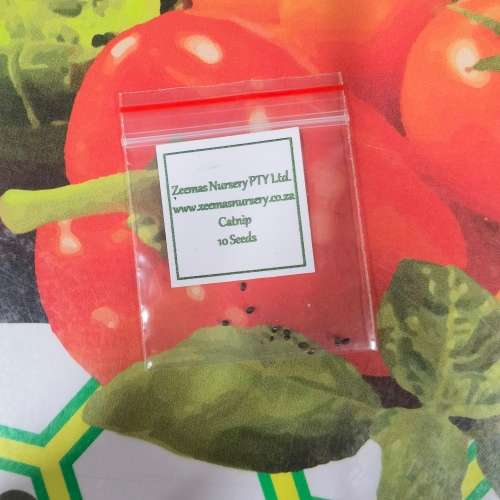 Zeemas Nursery PTY Ltd.
www.zeemasnursery.co.za
Catnip
10 Seeds